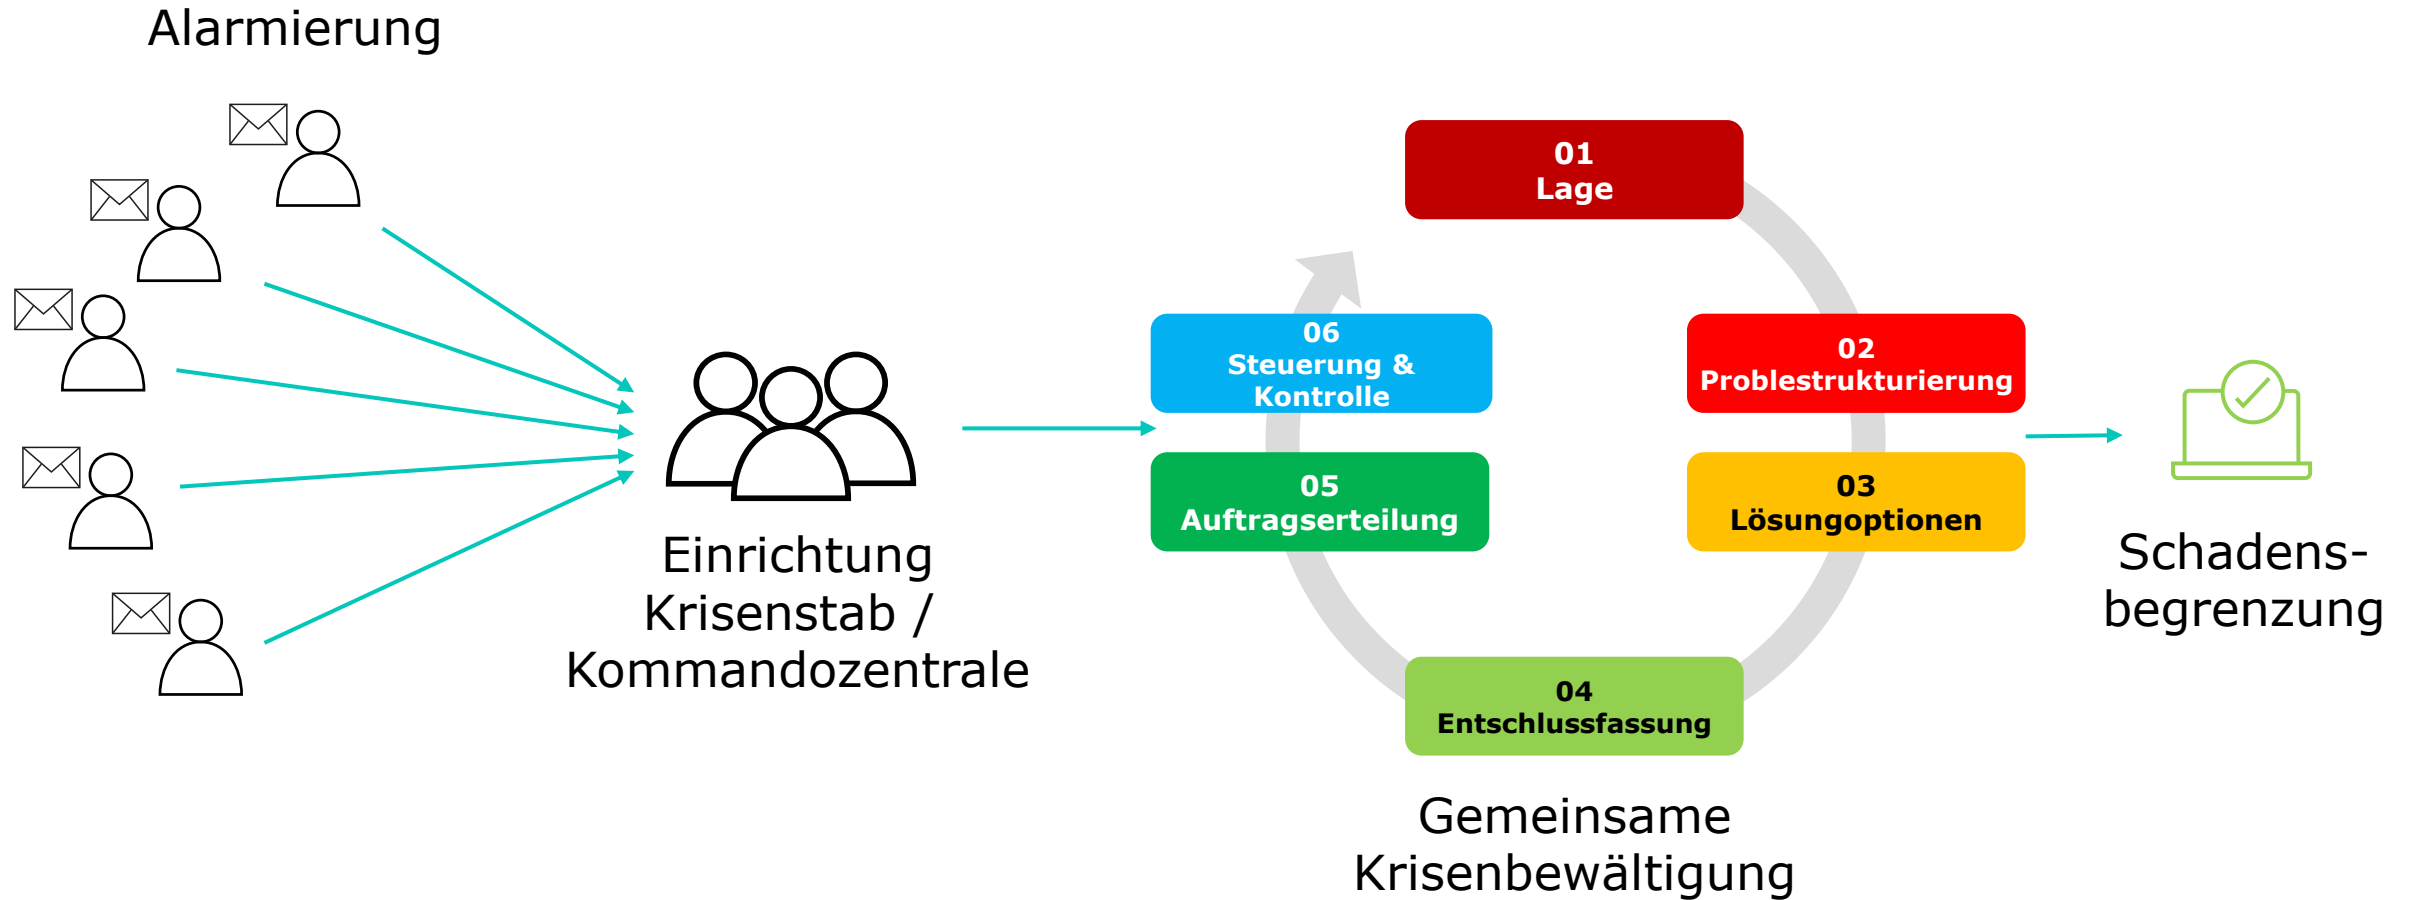 Alarmierung
Einrichtung
Krisenstab /
Kommandozentrale
01
Lage
02
Problestrukturierung
03
Lösungoptionen
04
Entschlussfassung
05
Auftragserteilung
06
Steuerung &
Kontrolle
Gemeinsame
Krisenbewältigung
Schadens-
begrenzung